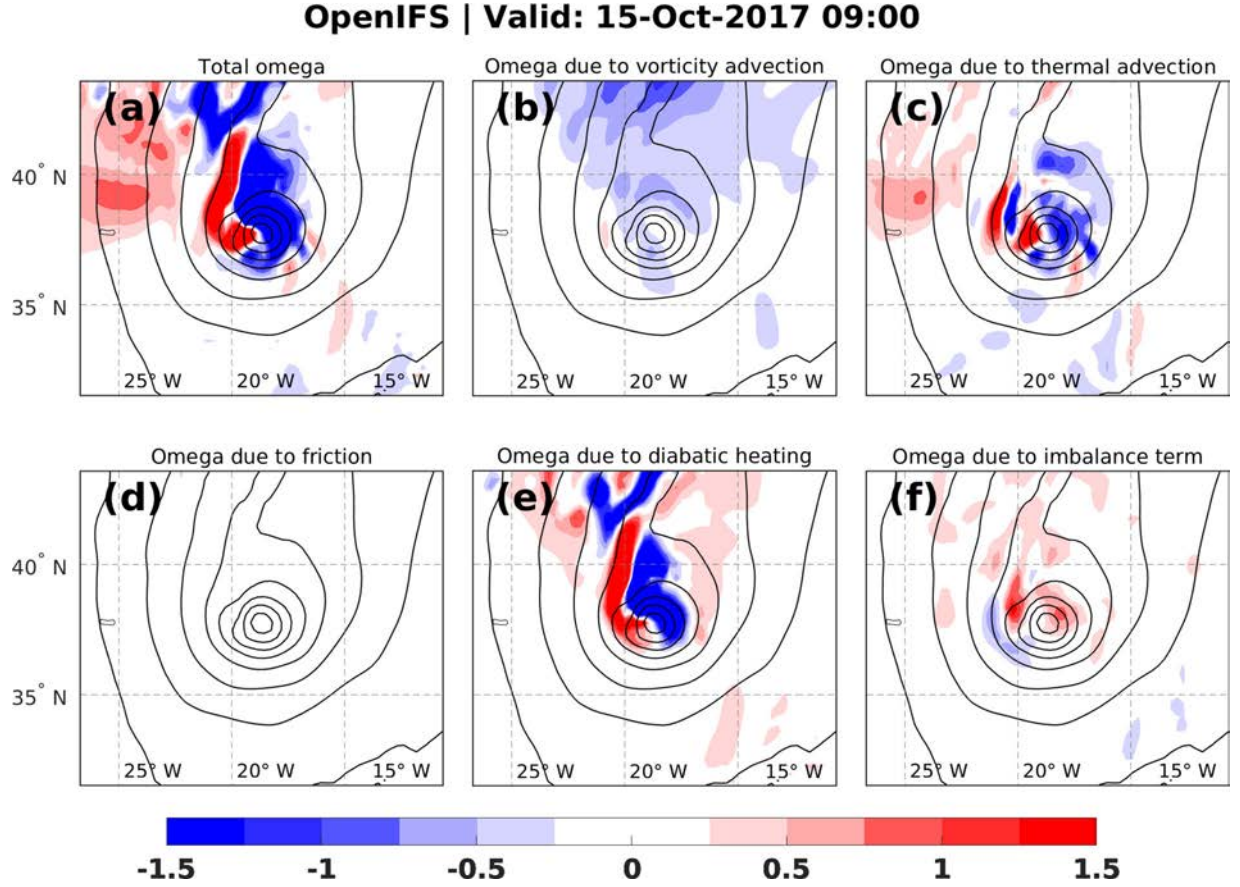 OpenIFS | Valid: 15-Oct-2017 09:00
Total omega
Omega due to vorticity advection
Omega due to thermal advection
(a)
(b)
(c)
40° N
35° N
25° W 20° W 15° W
25° W 20° W 15° W
25° W 20° W 15° W
Omega due to friction
Omega due to diabatic heating
Omega due to imbalance term
(d)
(e)
(f)
40° N
35° N
25° W 20° W 15° W
25° W 20° W 15° W
25° W 20° W 15° W
-1.5 -1 -0.5 0 0.5 1 1.5